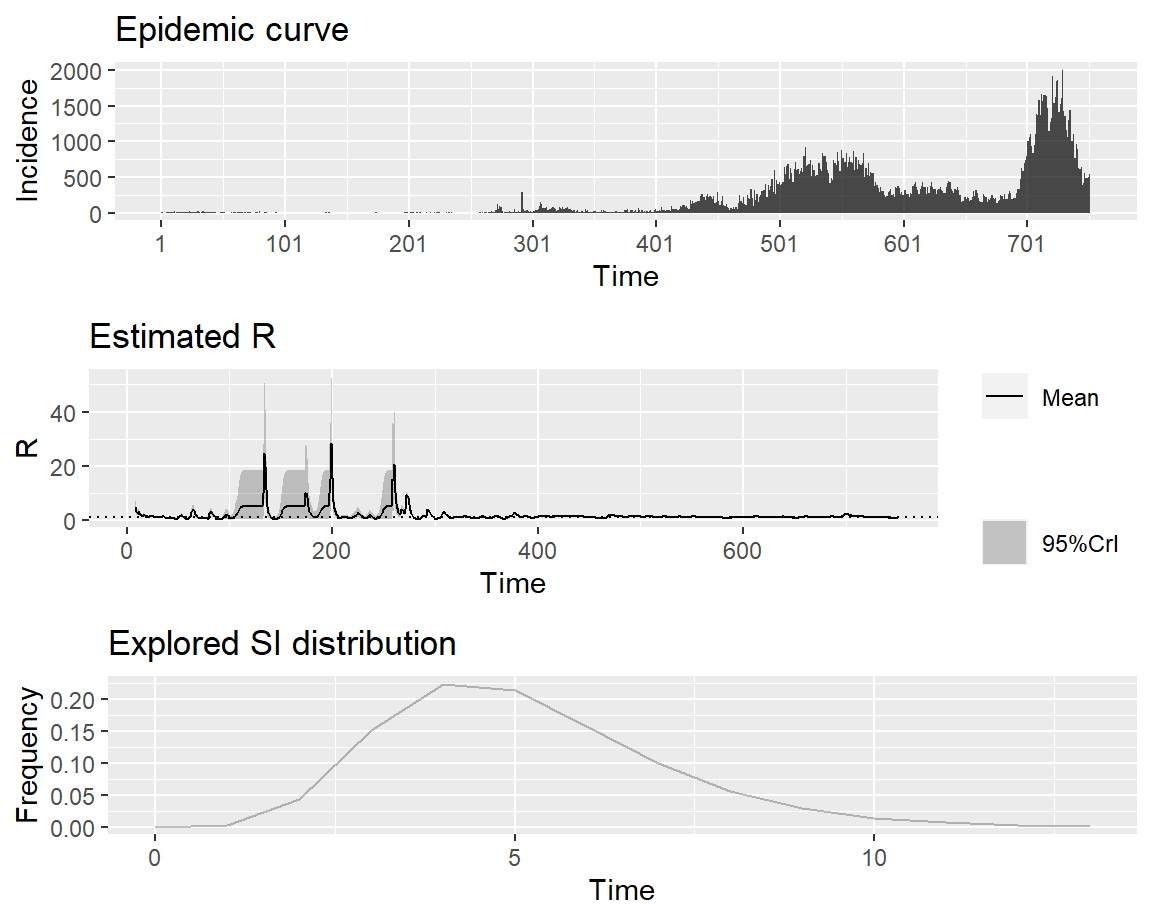 Epidemic curve
2000
1500
1000
500
0
Incidence
1 101 201 301 401 501 601 701
Time
Estimated R
40
20
0
R
0 200 400 600
Time
Mean
95%CrI
Explored SI distribution
0.20
0.15
0.10
0.05
0.00
Frequency
0 5 10
Time